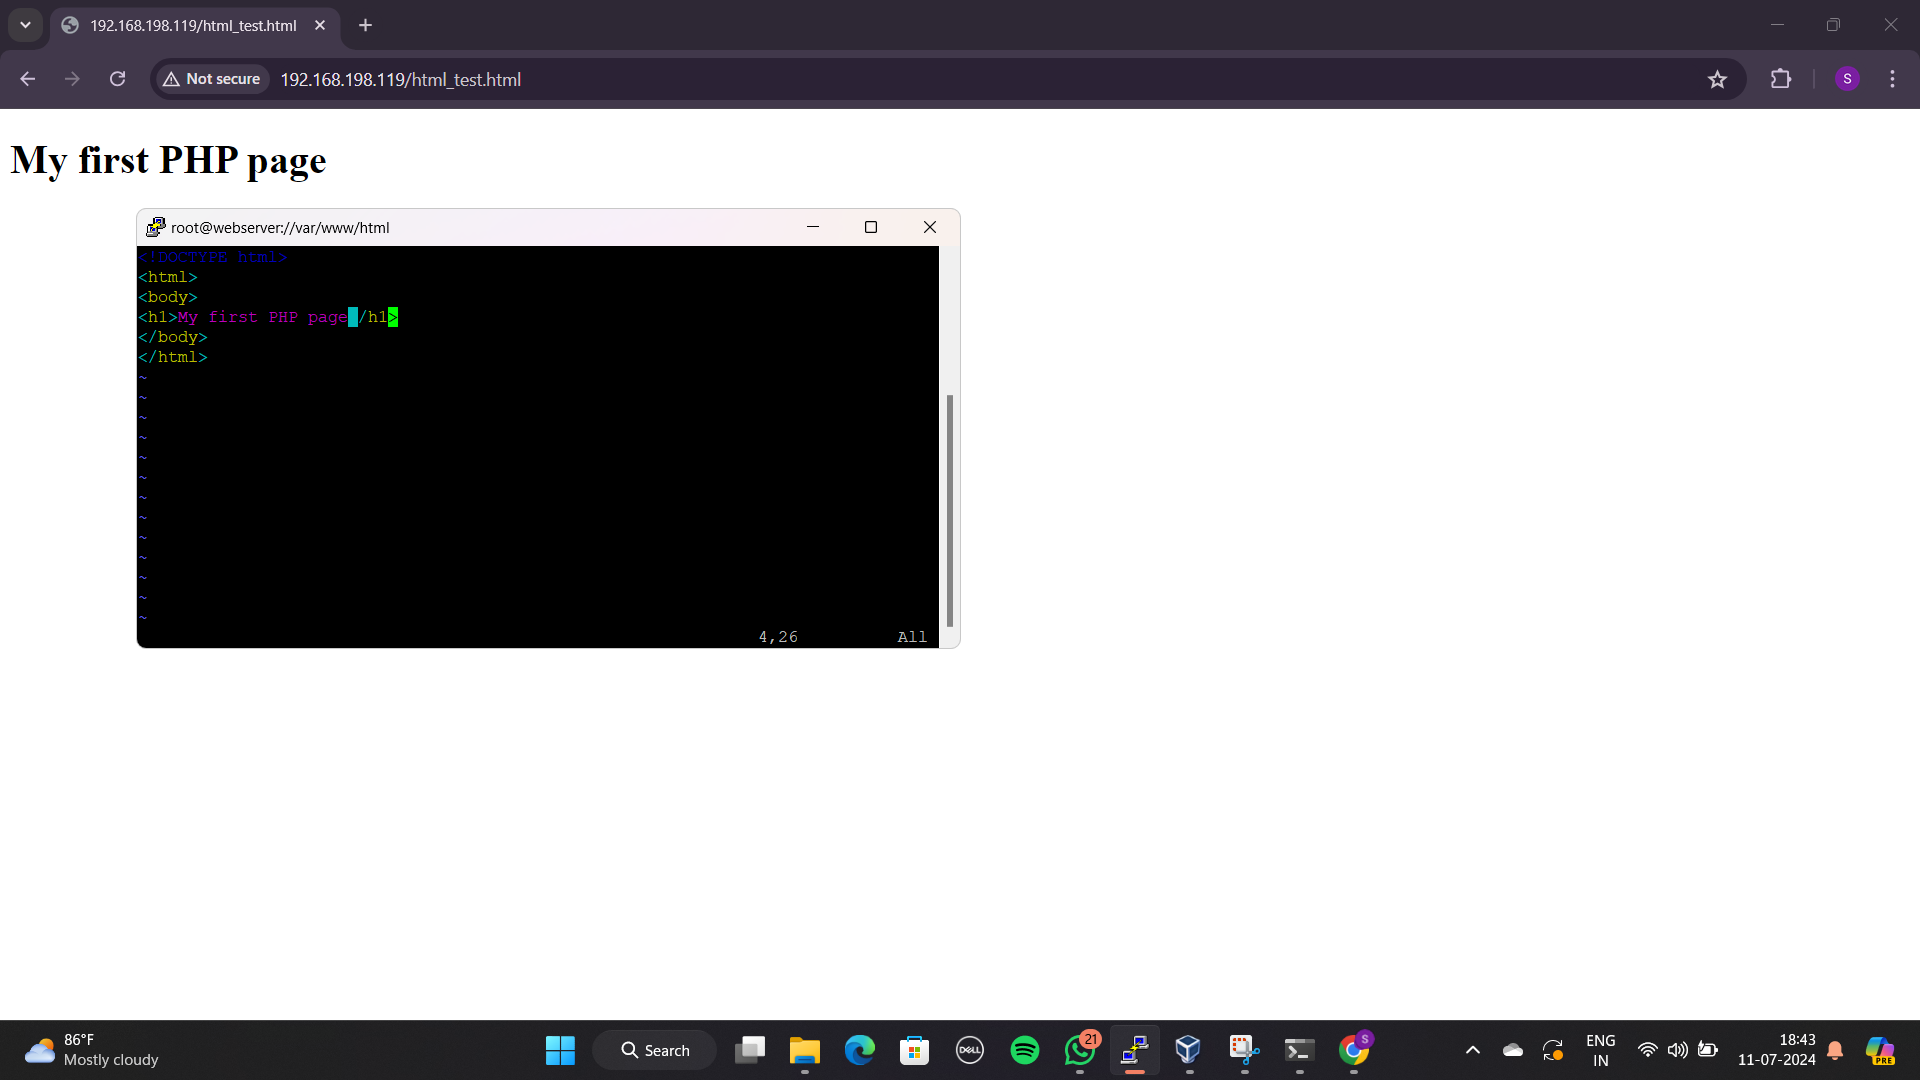 192.168.198.119/html_test.html
Not secure
192.168.198.119/html_test.html
S
My first PHP page
root@webserver://var/www/html
<!DOCTYPE html>
<html>
<body>
<h1>My first PHP page</h1>
</body>
</html>
~
~
~
~
~
~
~
~
~
~
~
~
~
4,26 All
86°F
Mostly cloudy
Search
DELL
21
S
ENG
IN
18:43
11-07-2024
PRE